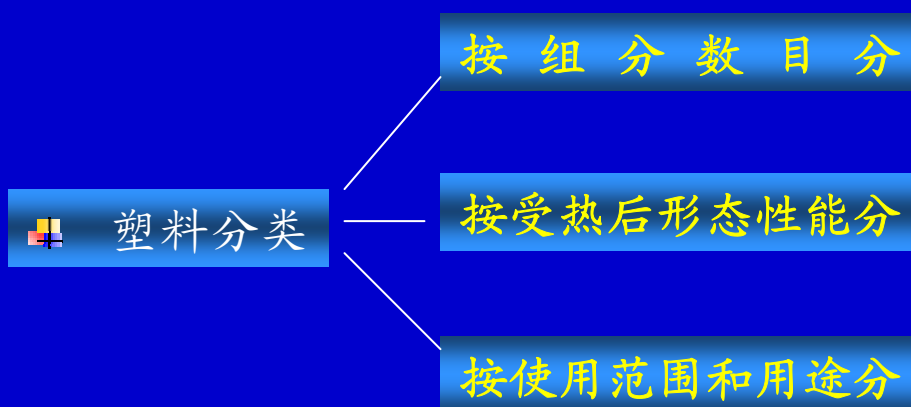 按组分数目分
塑料分类
按受热后形态性能分
按使用范围和用途分